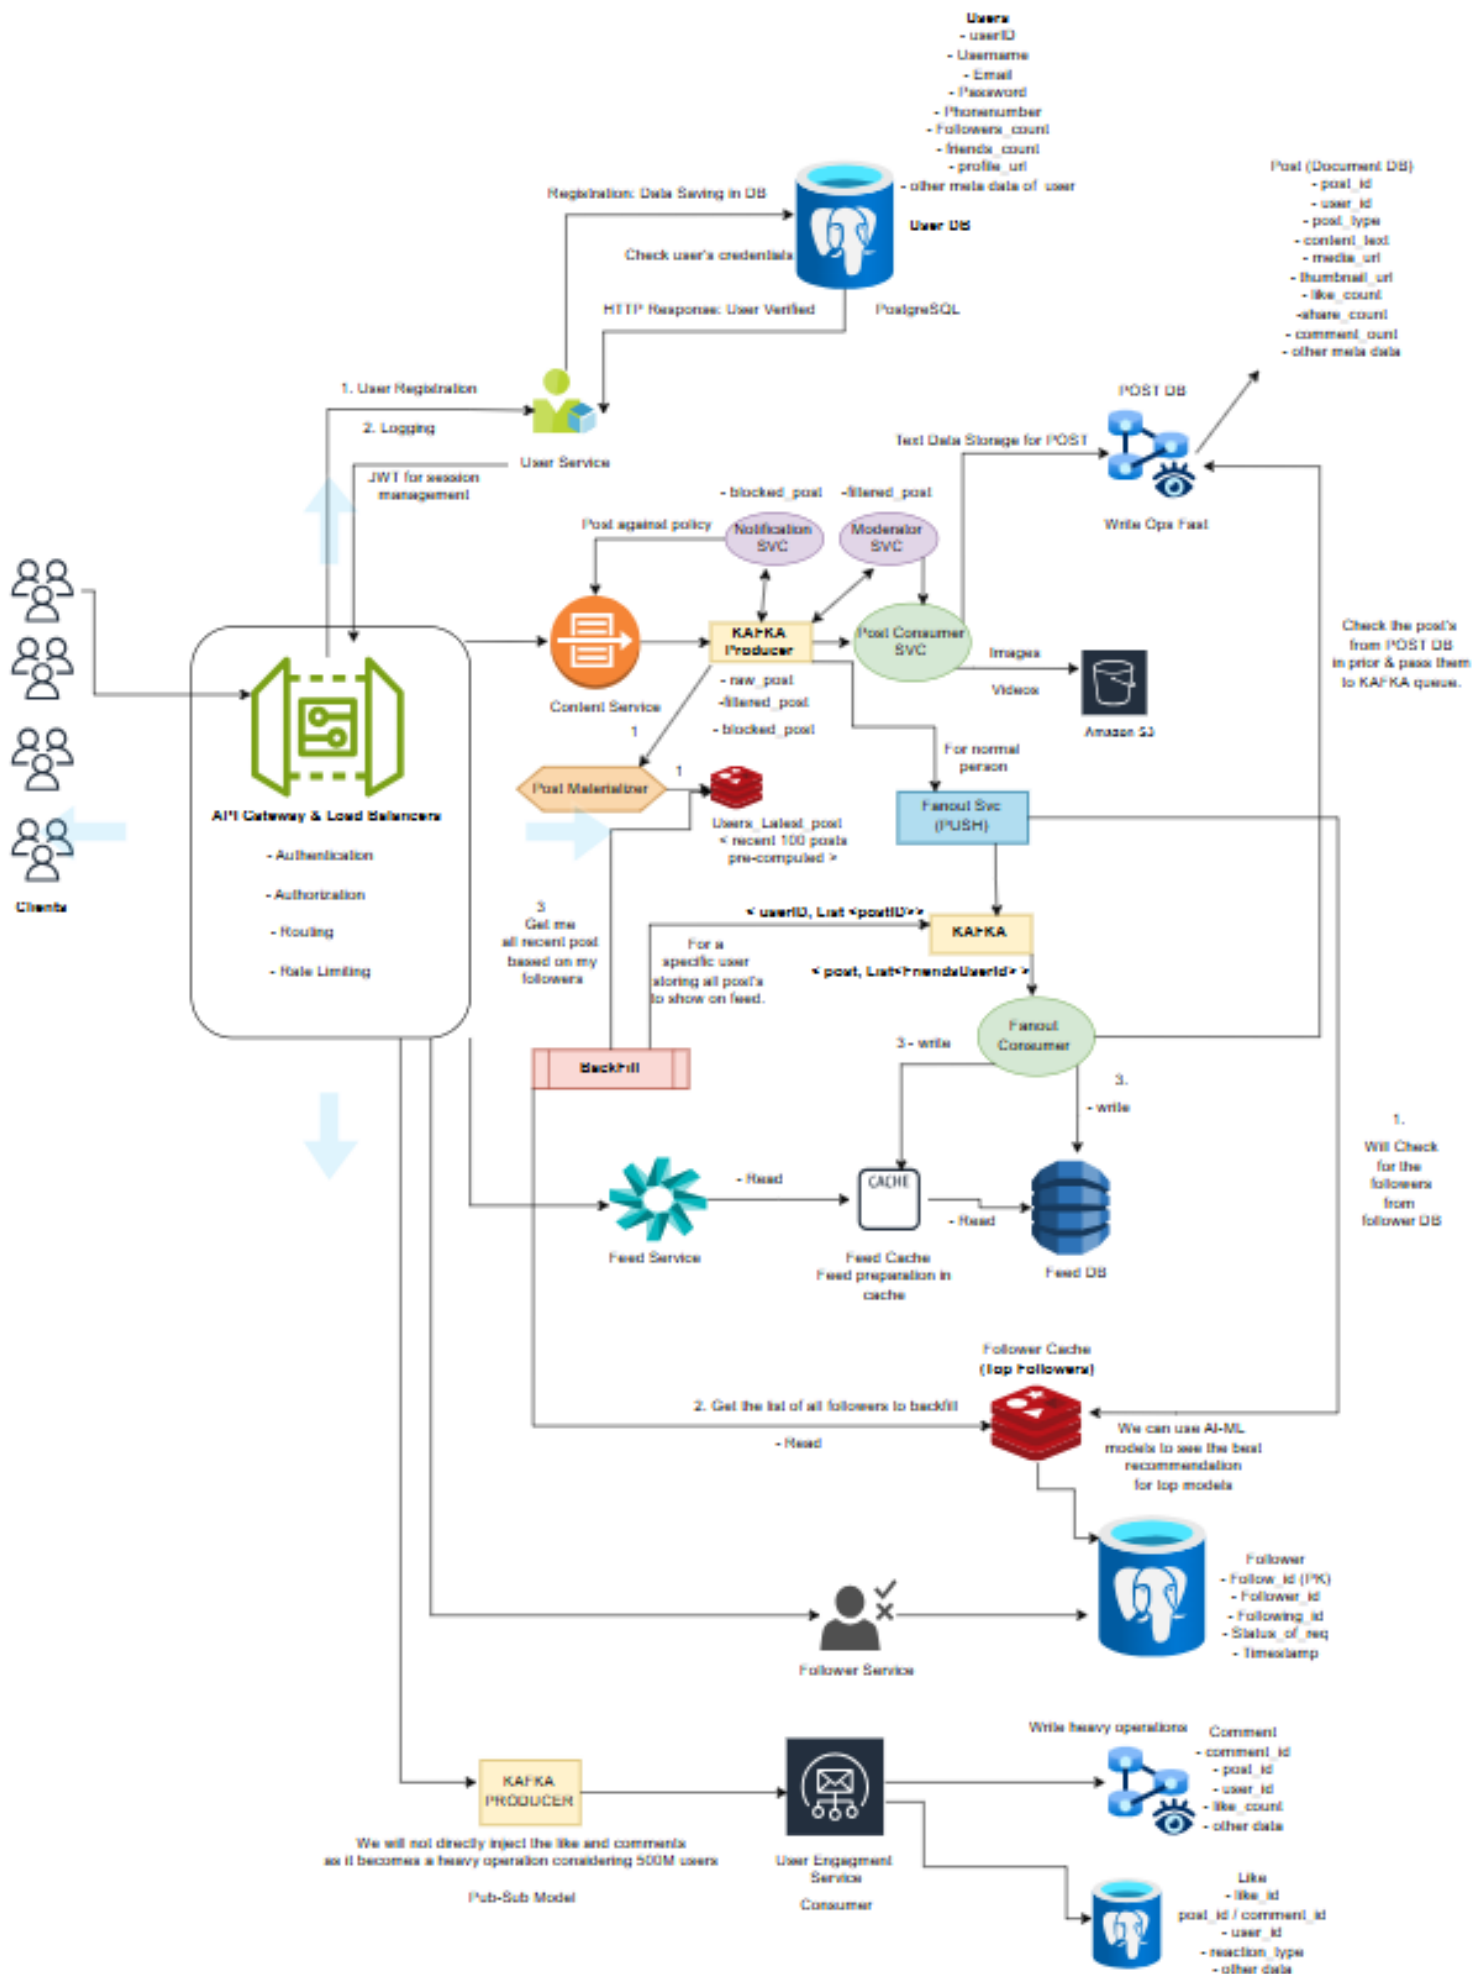 Users
- userID
- Username
- Email
- Password
- Phonenumber
- Followers_count
- friends_count
- profile_url
- other meta data of user
User DB
PostgreSQL
Registration: Data Saving in DB
Check user's credentials
HTTP Response: User Verified
Post (Document DB)
- post_id
- user_id
- post_type
- content_text
- media_url
- thumbnail_url
- like_count
-share_count
- comment_ount
- other meta data
1. User Registration
2. Logging
User Service
JWT for session
management
POST DB
Text Data Storage for POST
Write Ops Fast
- blocked_post
-filtered_post
Post against policy
Notification
SVC
Moderator
SVC
KAFKA
Producer
Post Consumer
SVC
- raw_post
-filtered_post
- blocked_post
Content Service
Images
Videos
Amazon S3
Check the post's
from POST DB
in prior & pass them
to KAFKA queue.
1
Post Materializer
1
Users_Latest_post
< recent 100 posts
pre-computed >
For normal
person
Fanout Svc
(PUSH)
API Gateway & Load Balancers
- Authentication
- Authorization
- Routing
- Rate Limiting
Clients
3
Get me
all recent post
based on my
followers
For a
specific user
storing all post's
to show on feed.
< userID, List <postID>>
KAFKA
< post, List<FriendsUserId> >
Fanout
Consumer
BackFill
3 - write
3.
- write
1.
Will Check
for the
followers
from
follower DB
- Read
CACHE
- Read
Feed Service
Feed Cache
Feed preparation in
cache
Feed DB
Follower Cache
(Top Followers)
2. Get the list of all followers to backfill
- Read
We can use AI-ML
models to see the best
recommendation
for top models
Follower
- Follow_id (PK)
- Follower_id
- Following_id
- Status_of_req
- Timestamp
Follower Service
Write heavy operations
Comment
- comment_id
- post_id
- user_id
- like_count
- other data
KAFKA
PRODUCER
We will not directly inject the like and comments
as it becomes a heavy operation considering 500M users
Pub-Sub Model
User Engagment
Service
Consumer
Like
- like_id
post_id / comment_id
- user_id
- reaction_type
- other data